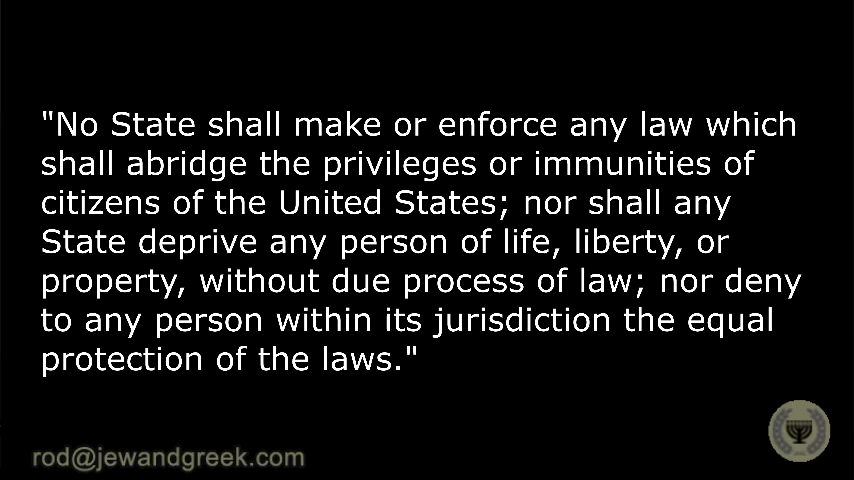 "No State shall make or enforce any law which
shall abridge the privileges or immunities of
citizens of the United States; nor shall any
State deprive any person of life, liberty, or
property, without due process of law; nor deny
to any person within its jurisdiction the equal
protection of the laws."
rod@jewandgreek.com